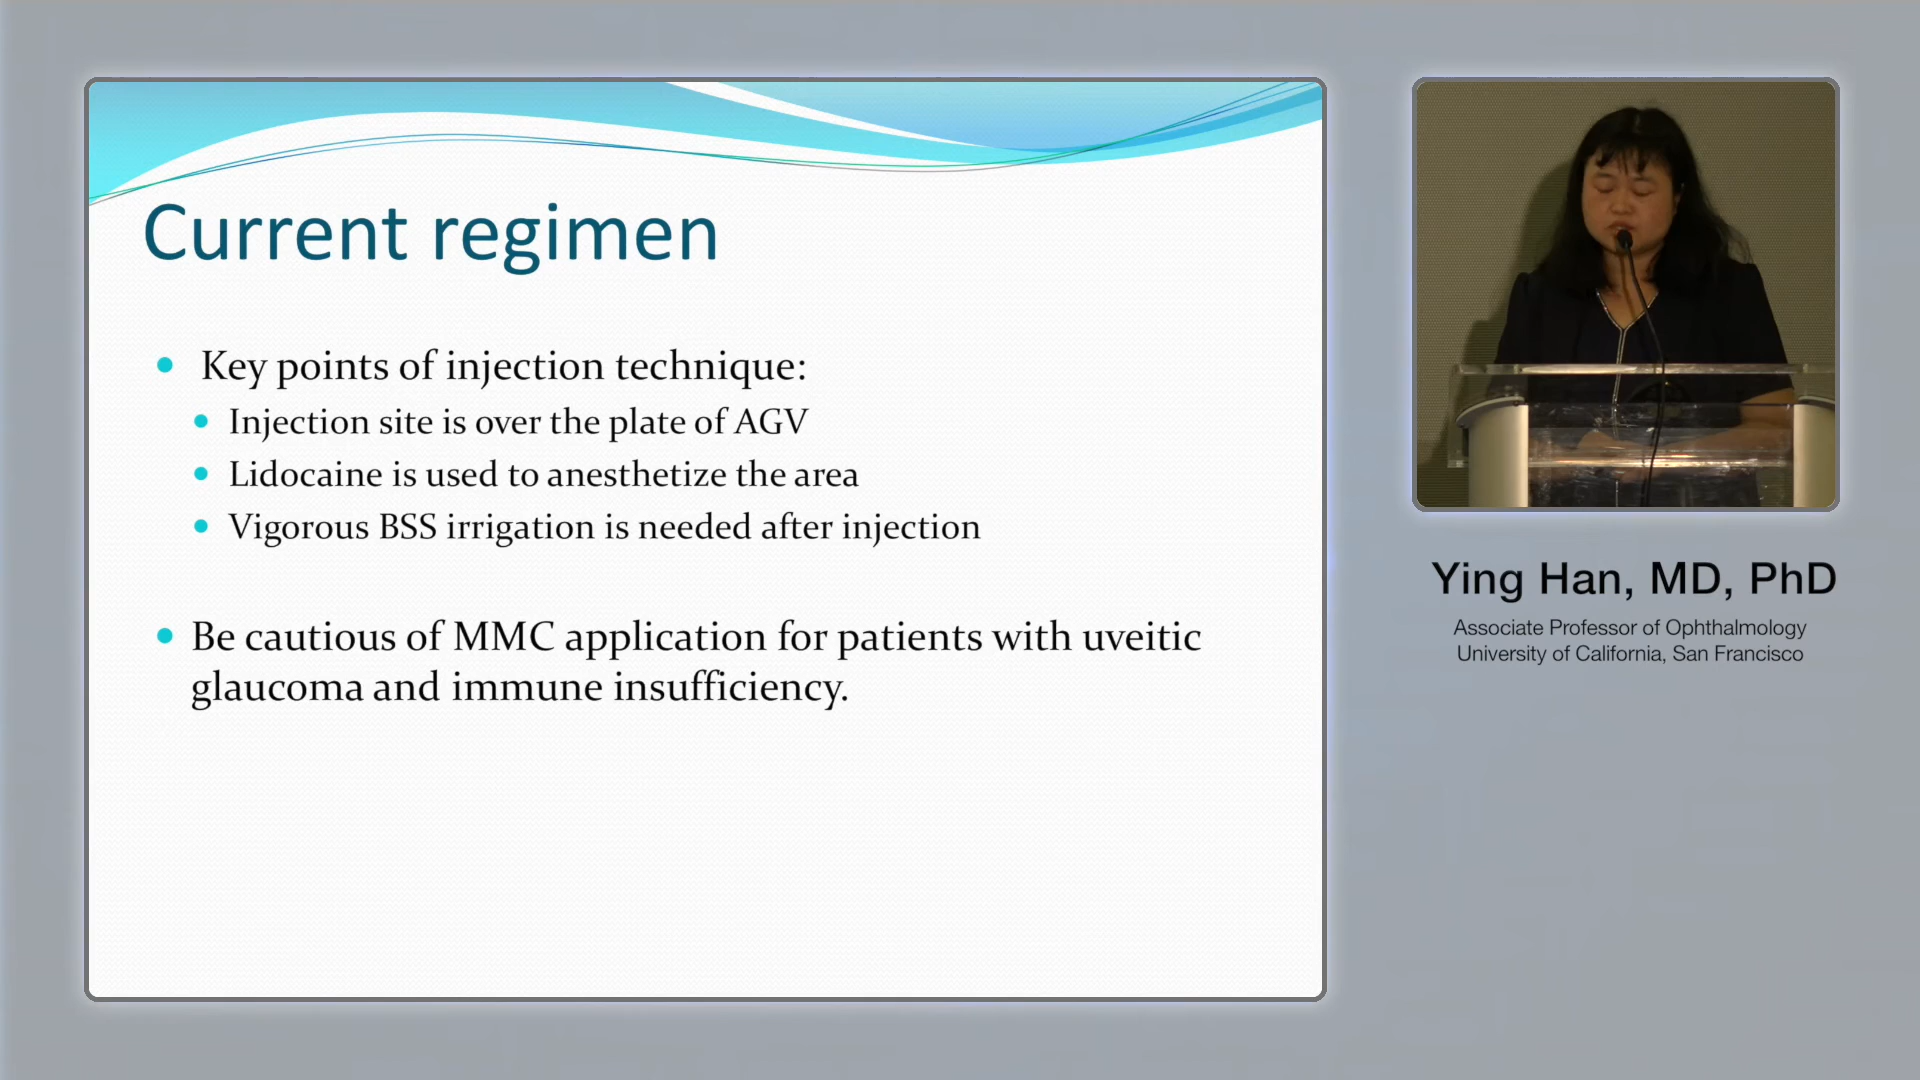 Current regimen
Key points of injection technique:
Injection site is over the plate of AGV
Lidocaine is used to anesthetize the area
Vigorous BSS irrigation is needed after injection
Be cautious of MMC application for patients with uveitic
glaucoma and immune insufficiency.
Ying Han, MD, PhD
Associate Professor of Ophthalmology
University of California, San Francisco